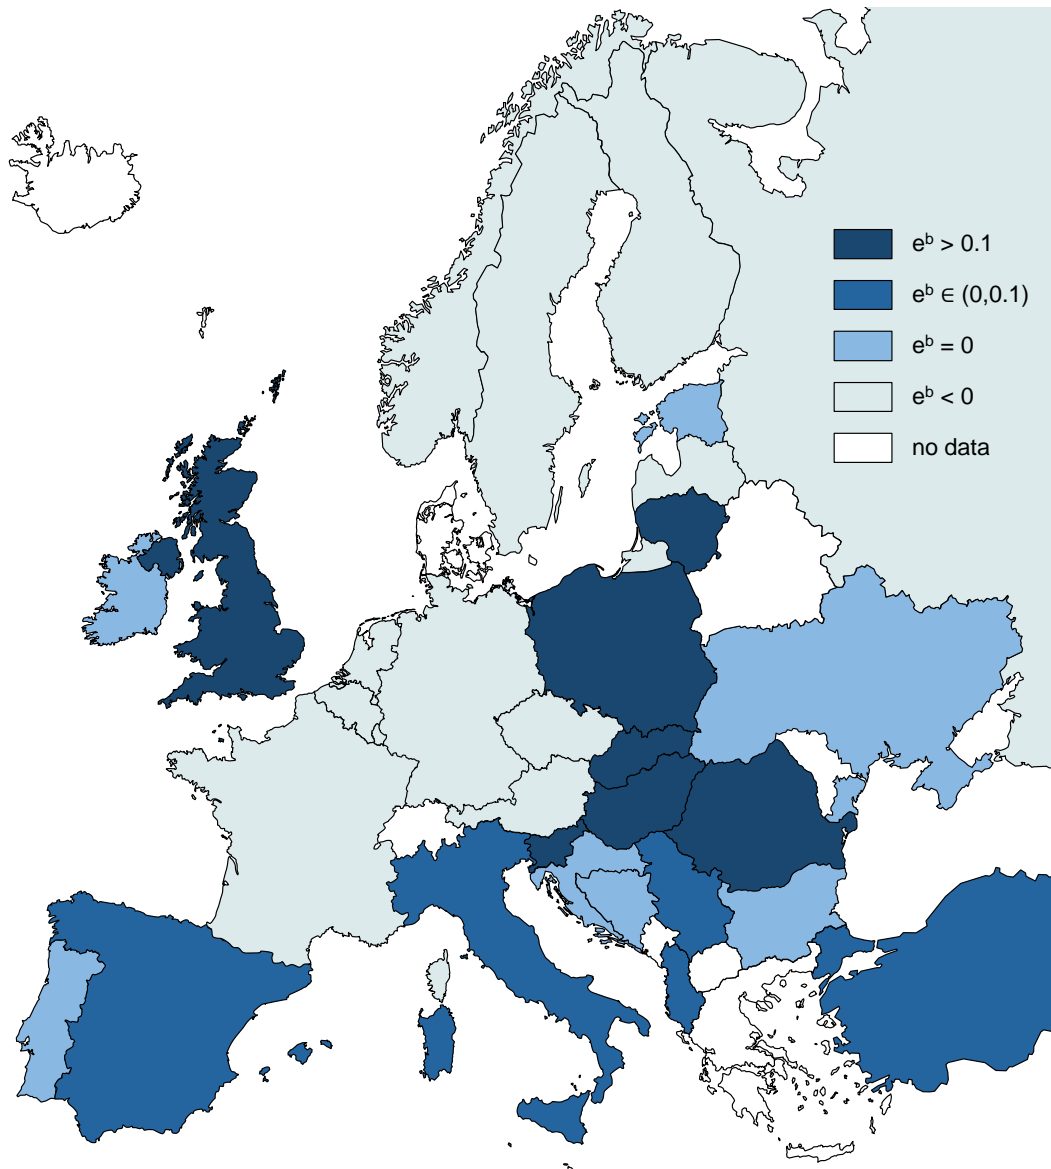 eᵇ > 0.1
eᵇ ∈ (0,0.1)
eᵇ = 0
eᵇ < 0
no data